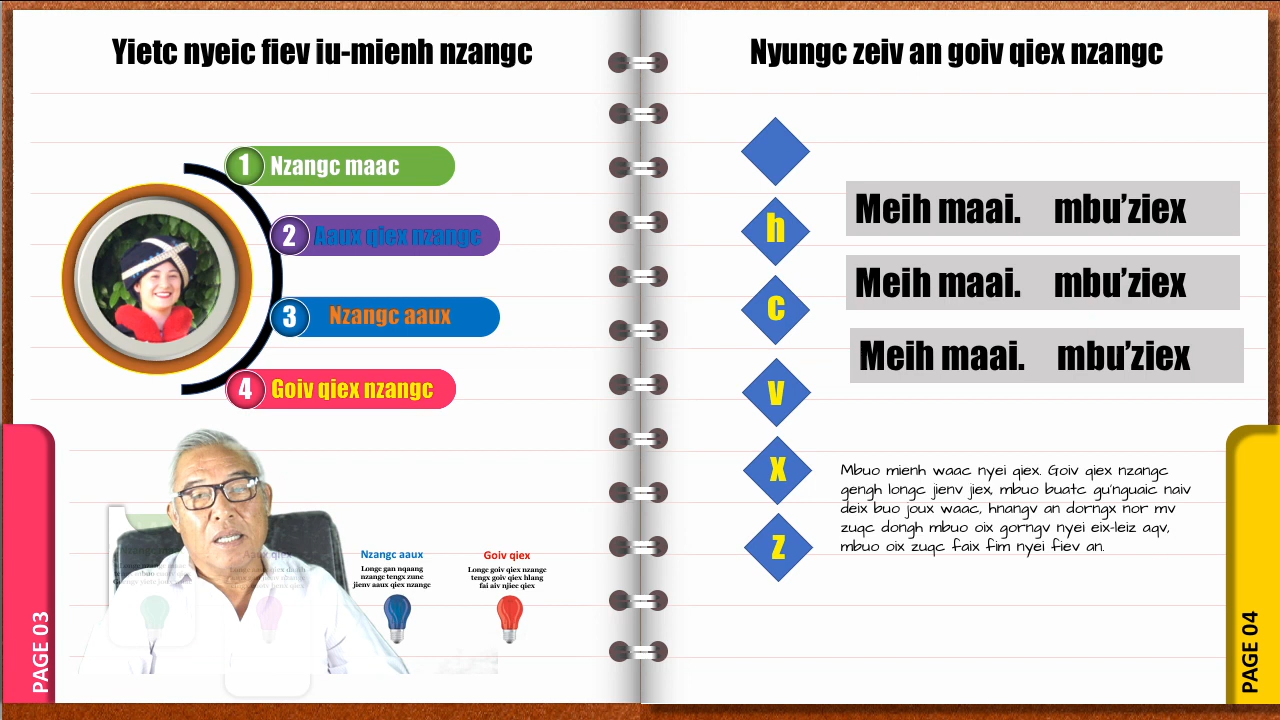 Yietc nyeic fiev iu-mienh nzangc
1 Nzangc maac
2 Aaux qiex nzangc
3 Nzangc aaux
4 Goiv qiex nzangc
Nzangc aaux
Longc gan nqaang
nzangc tengx zunc
jienv aaux qiex nzangc
Goiv qiex
Longc goiv qiex nzangc
tengx goiv qiex hlang
fai aiv njiec qiex
PAGE 03
Nyungc zeiv an goiv qiex nzangc
h
c
v
x
z
Meih maai. mbu’ziex
Meih maai. mbu’ziex
Meih maai. mbu’ziex
Mbuo mienh waac nyei qiex. Goiv qiex nzangc
gengh longc jienv jiex, mbuo buatc gu'nguaic naiv
deix buo joux waac, hnangv an dorngx nor mv
zuqc dongh mbuo oix gorngv nyei eix-leiz aqv,
mbuo oix zuqc faix fim nyei fiev an.
PAGE 04